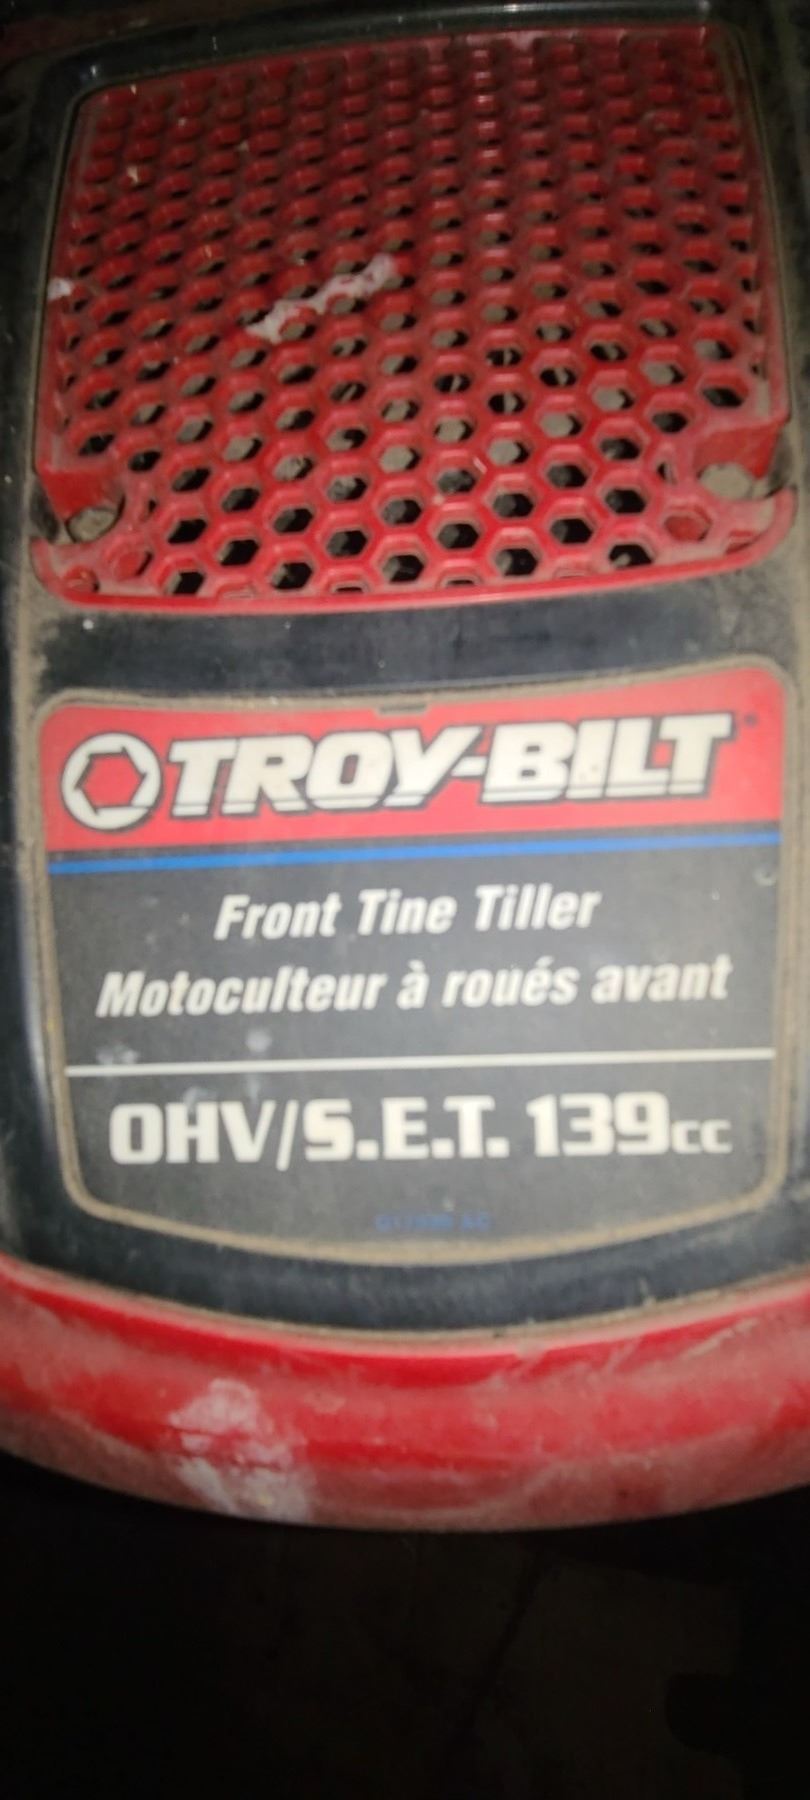 TROY-BILT
Front Tine Tiller
Motoculteur à roués avant
OHV/S.E.T. 139cc